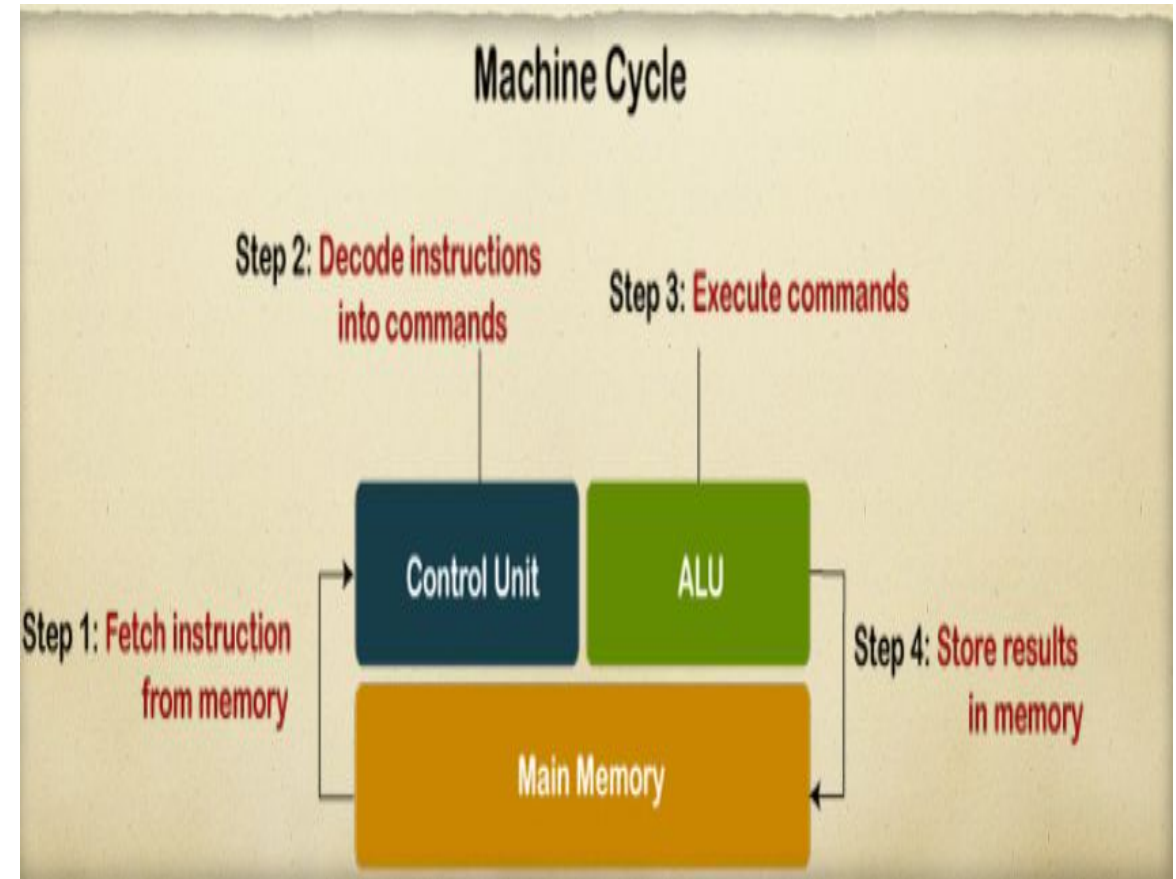 Machine Cycle
Step 2: Decode instructions
into commands
Step 3: Execute commands
Control Unit
ALU
Step 1: Fetch instruction
from memory
Step 4: Store results
in memory
Main Memory